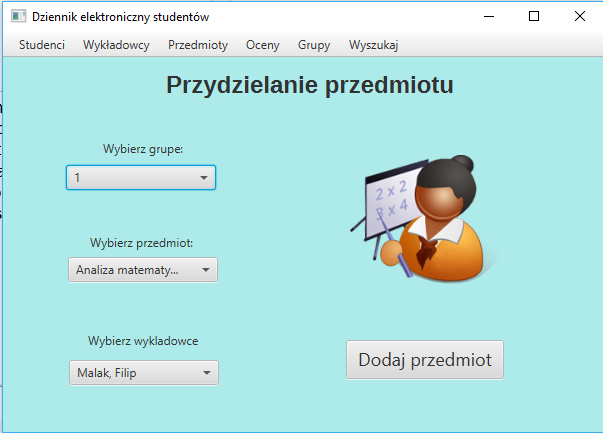 Dziennik elektroniczny studentów
Studenci Wykładowcy Przedmioty Oceny Grupy Wyszukaj
Przydzielanie przedmiotu
Wybierz grupe:
1
2 x 2
3 x 4
Wybierz przedmiot:
Analiza matematy...
Wybierz wykladowce
Malak, Filip
Dodaj przedmiot